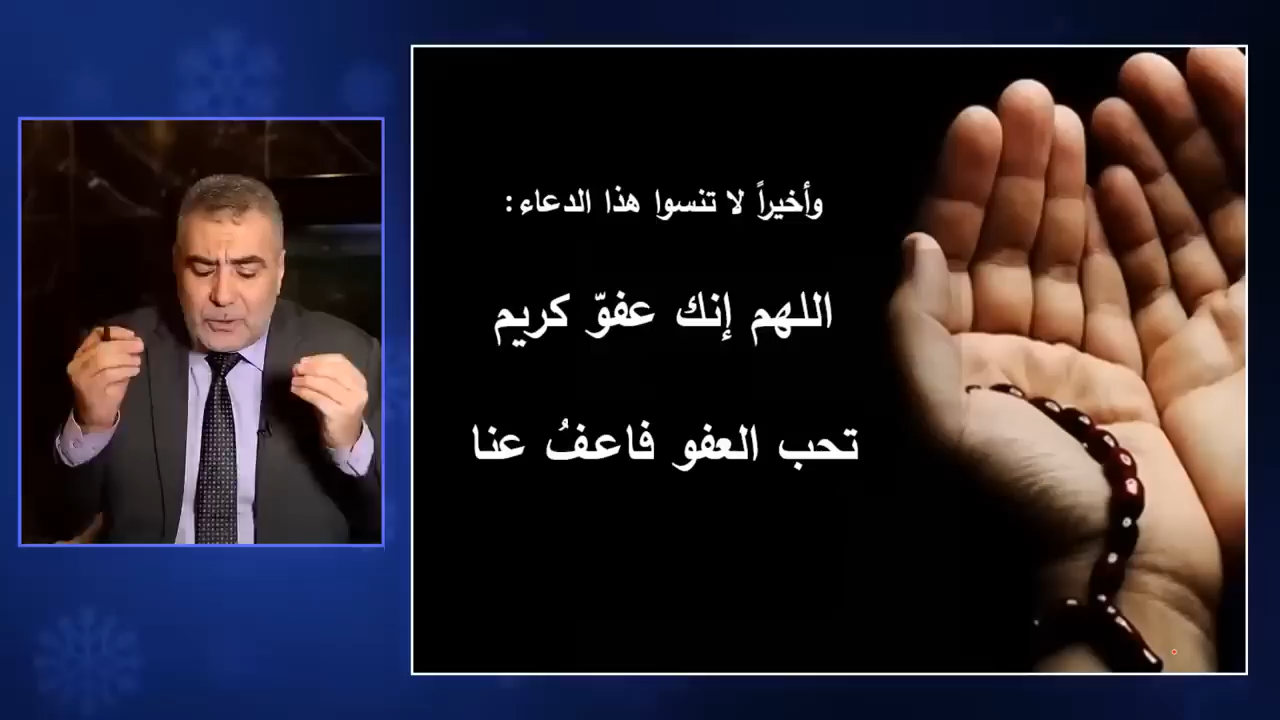 وأخيراً لا تنسوا هذا الدعاء:
اللهم إنك عفوّ كريم
تحب العفو فاعفُ عنا